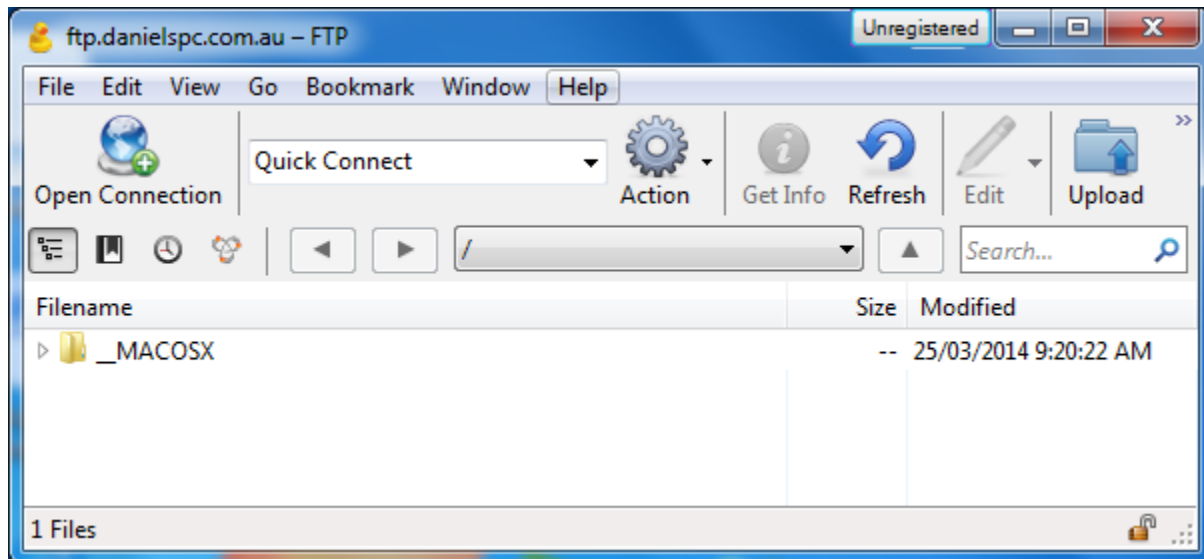 ftp.danielspc.com.au – FTP Unregistered
File Edit View Go Bookmark Window Help
Quick Connect
Open Connection Action Get Info Refresh Edit Upload
/ Search...
Filename Size Modified
__MACOSX -- 25/03/2014 9:20:22 AM
1 Files